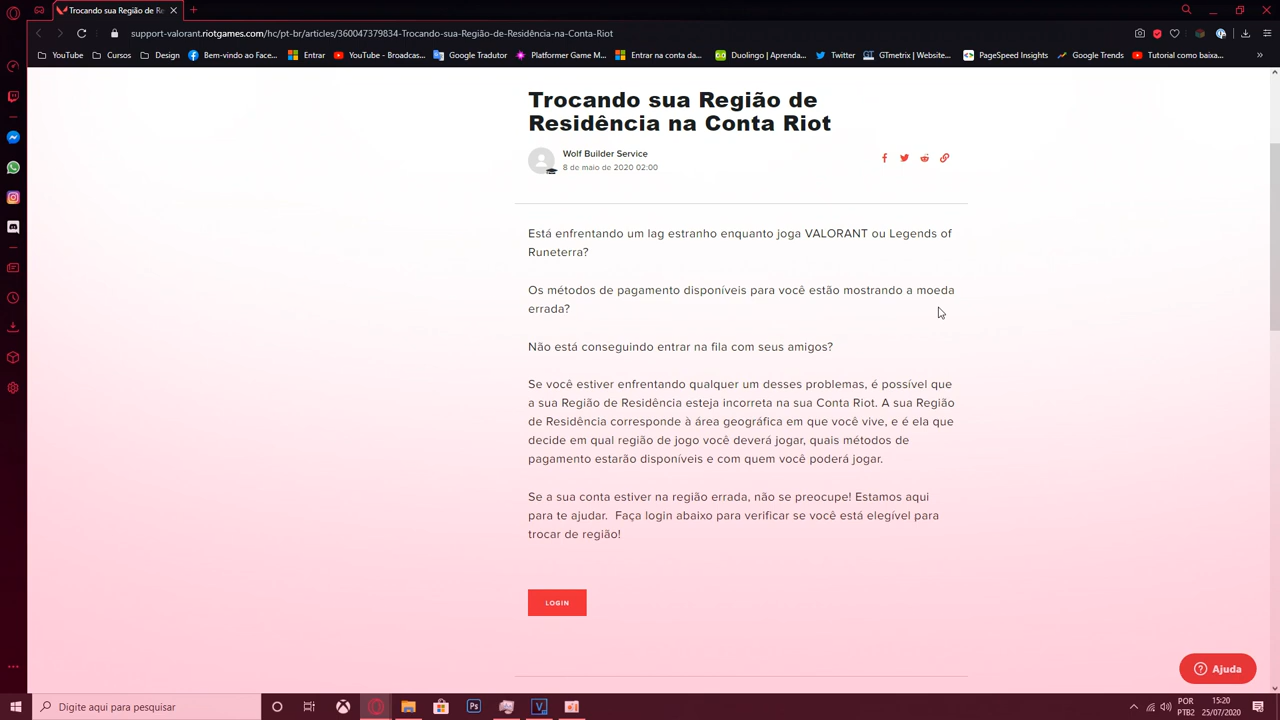 Trocando sua Região de Re
support-valorant.riotgames.com/hc/pt-br/articles/360047379834-Trocando-sua-Região-de-Residência-na-Conta-Riot
YouTube Cursos Design Bem-vindo ao Face... Entrar YouTube - Broadcas... Google Tradutor Platformer Game M... Entrar na conta da... Duolingo | Aprenda... Twitter GTmetrix | Website... PageSpeed Insights Google Trends Tutorial como baixa... »
Trocando sua Região de
Residência na Conta Riot
Wolf Builder Service
8 de maio de 2020 02:00
Está enfrentando um lag estranho enquanto joga VALORANT ou Legends of
Runeterra?
Os métodos de pagamento disponíveis para você estão mostrando a moeda
errada?
Não está conseguindo entrar na fila com seus amigos?
Se você estiver enfrentando qualquer um desses problemas, é possível que
a sua Região de Residência esteja incorreta na sua Conta Riot. A sua Região
de Residência corresponde à área geográfica em que você vive, e é ela que
decide em qual região de jogo você deverá jogar, quais métodos de
pagamento estarão disponíveis e com quem você poderá jogar.
Se a sua conta estiver na região errada, não se preocupe! Estamos aqui
para te ajudar. Faça login abaixo para verificar se você está elegível para
trocar de região!
LOGIN
Ajuda
Digite aqui para pesquisar
Ps
POR 15:20
PTB2 25/07/2020